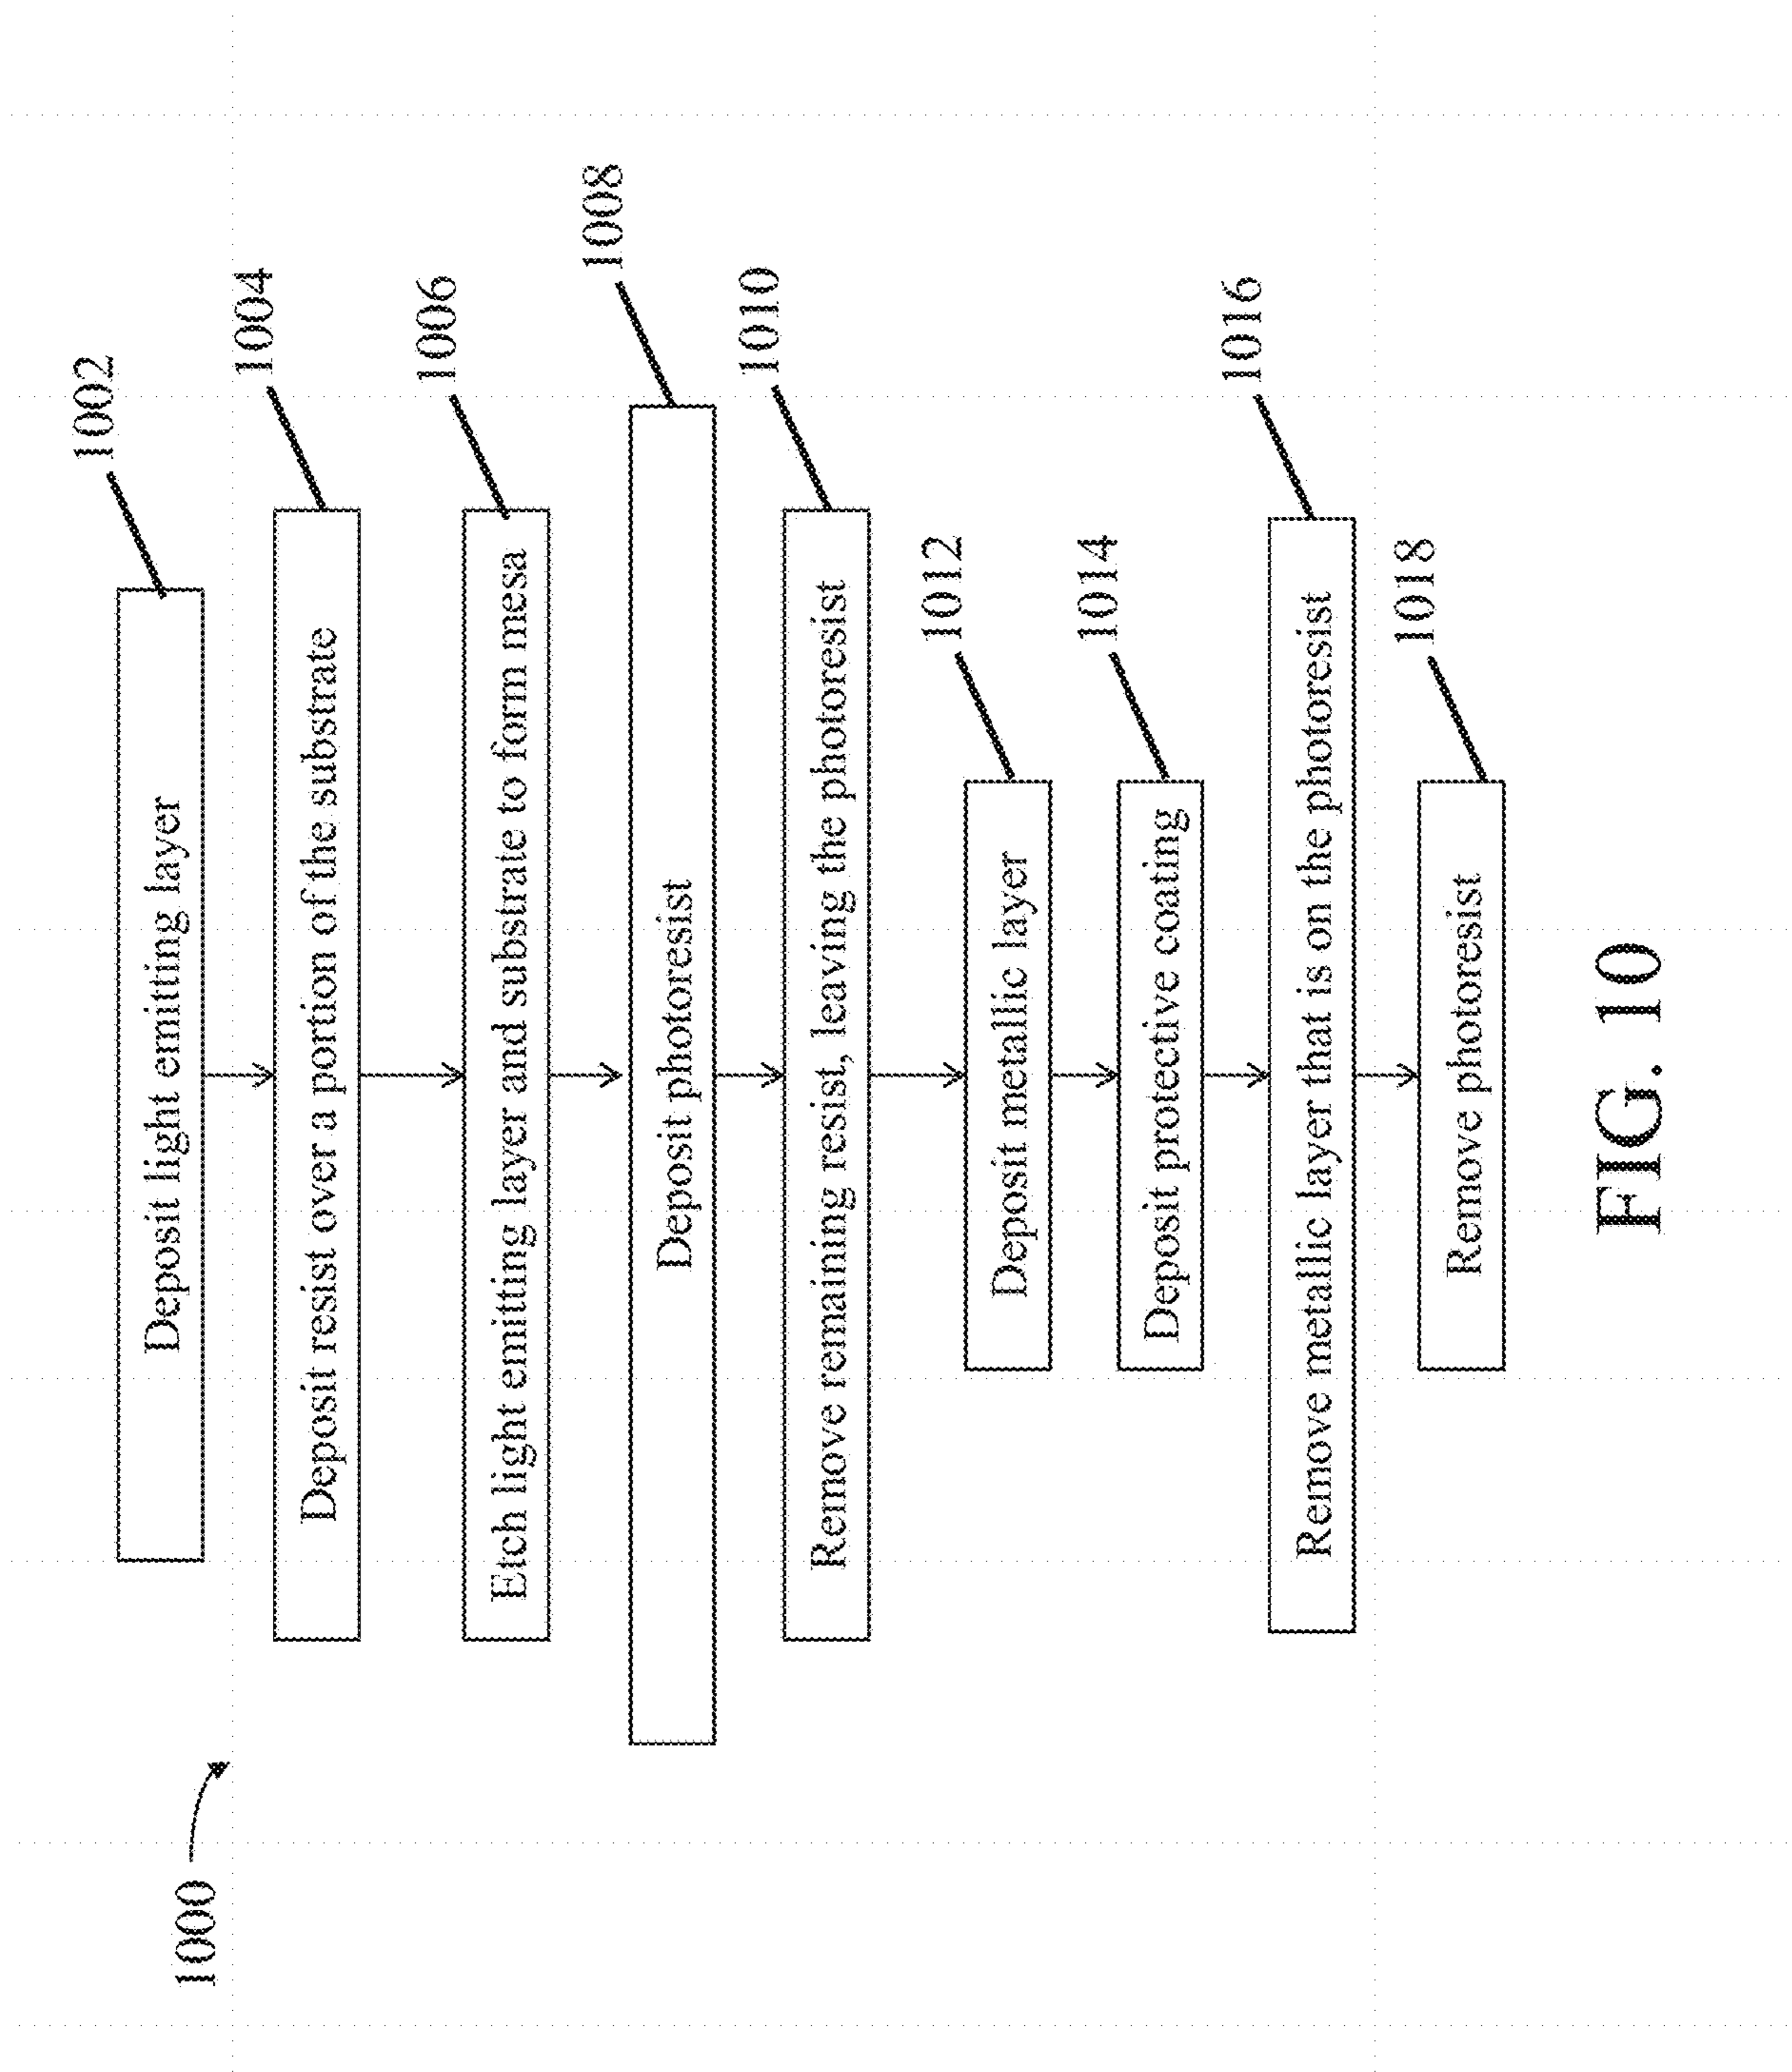 1000
1002
Deposit light emitting layer
1004
Deposit resist over a portion of the substrate
1006
Etch light emitting layer and substrate to form mesa
1008
Deposit photoresist
1010
Remove remaining resist, leaving the photoresist
1012
Deposit metallic layer
1014
Deposit protective coating
1016
Remove metallic layer that is on the photoresist
1018
Remove photoresist
FIG. 10